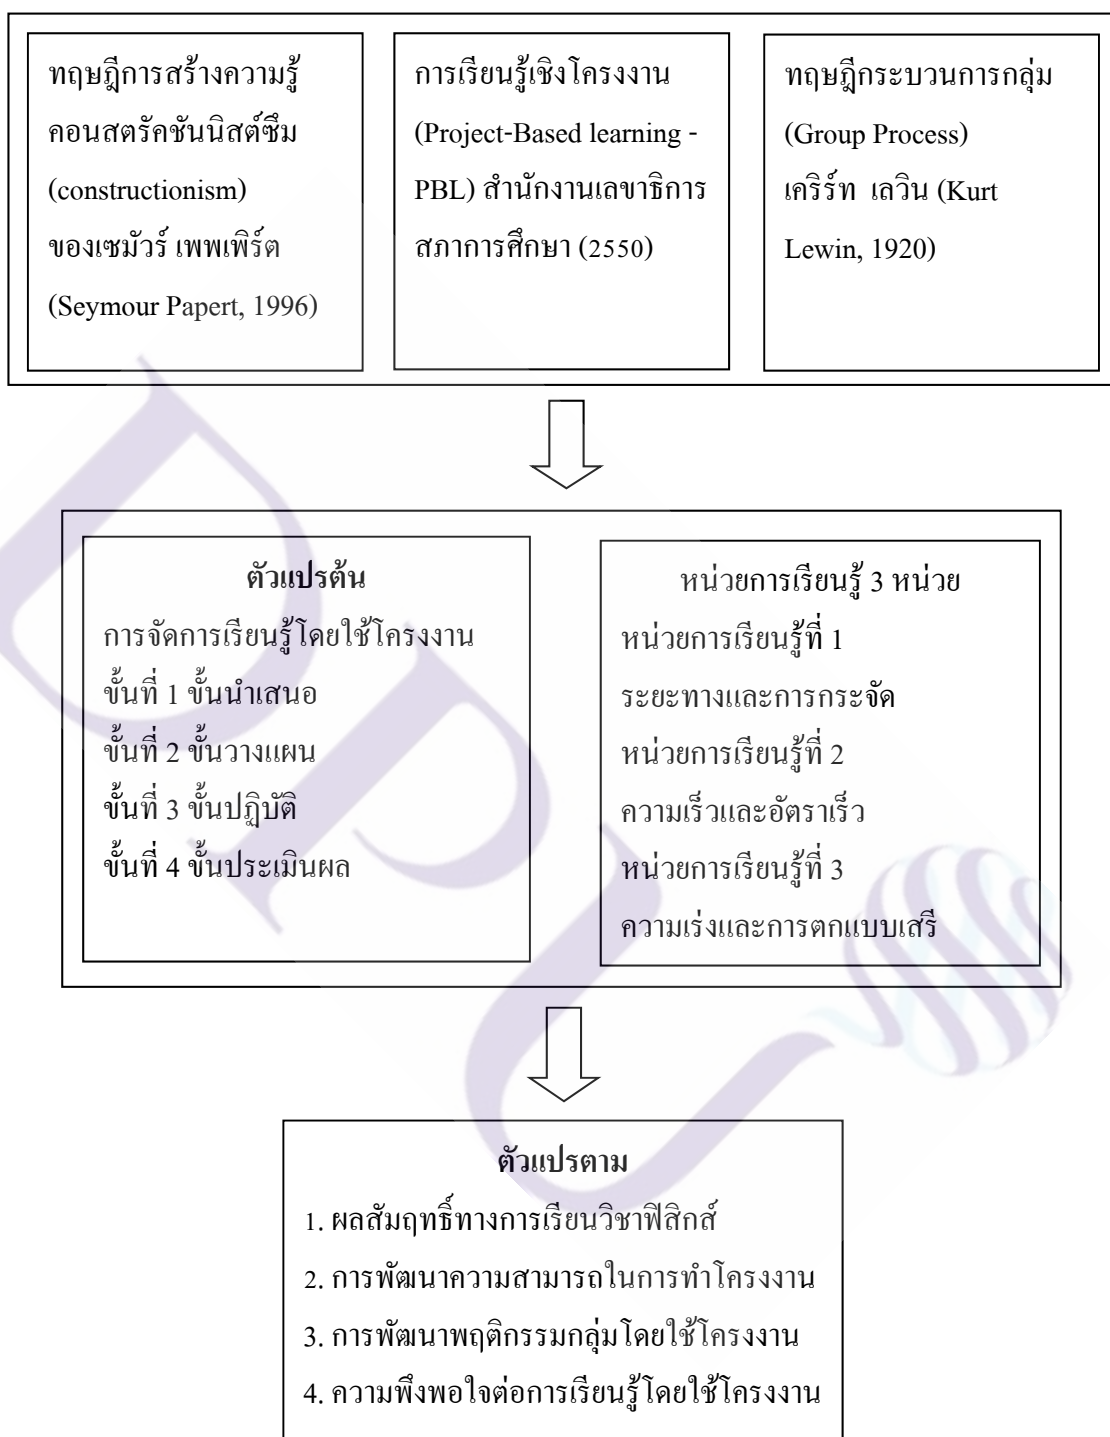 ทฤษฎีการสร้างความรู้
คอนสตรัคชันนิสต์ซึม
(constructionism)
ของเซมัวร์ เพพเพิร์ต
(Seymour Papert, 1996)
การเรียนรู้เชิงโครงงาน
(Project-Based learning -
PBL) สำนักงานเลขาธิการ
สภาการศึกษา (2550)
ทฤษฎีกระบวนการกลุ่ม
(Group Process)
เคิร์ร์ท เลวิน (Kurt
Lewin, 1920)
ตัวแปรต้น
การจัดการเรียนรู้โดยใช้โครงงาน
ขั้นที่ 1 ขั้นนำเสนอ
ขั้นที่ 2 ขั้นวางแผน
ขั้นที่ 3 ขั้นปฏิบัติ
ขั้นที่ 4 ขั้นประเมินผล
หน่วยการเรียนรู้ 3 หน่วย
หน่วยการเรียนรู้ที่ 1
ระยะทางและการกระจัด
หน่วยการเรียนรู้ที่ 2
ความเร็วและอัตราเร็ว
หน่วยการเรียนรู้ที่ 3
ความเร่งและการตกแบบเสรี
ตัวแปรตาม
1. ผลสัมฤทธิ์ทางการเรียนวิชาฟิสิกส์
2. การพัฒนาความสามารถในการทำโครงงาน
3. การพัฒนาพฤติกรรมกลุ่มโดยใช้โครงงาน
4. ความพึงพอใจต่อการเรียนรู้โดยใช้โครงงาน
DPU